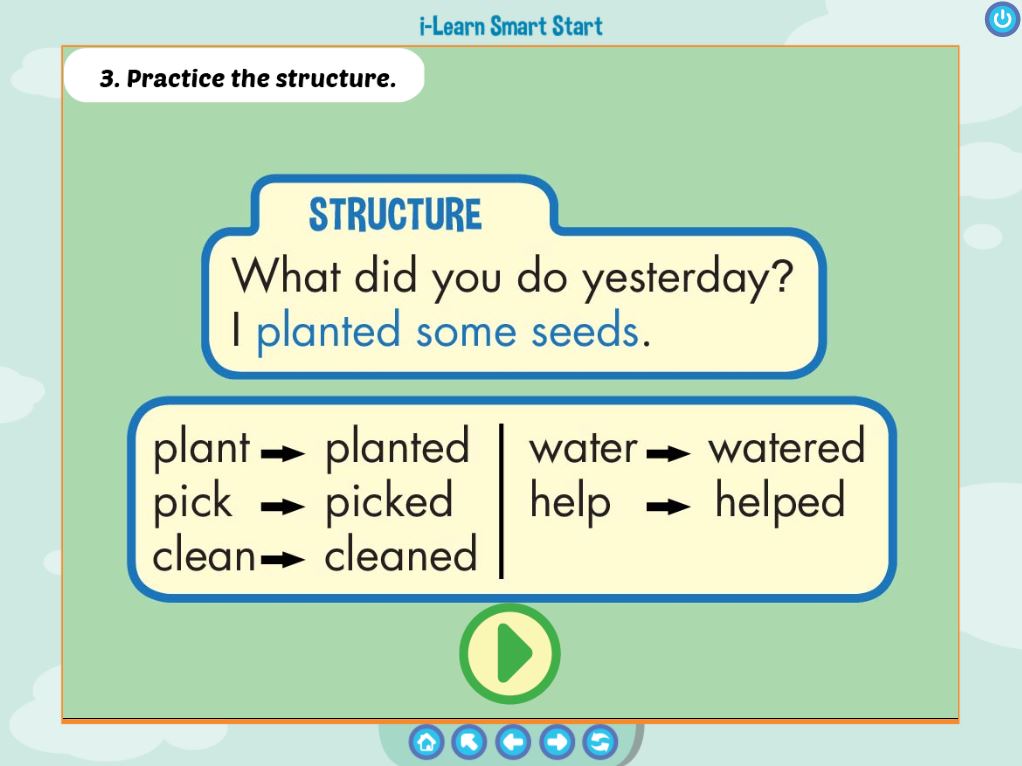 i-Learn Smart Start
3. Practice the structure.
STRUCTURE
What did you do yesterday?
I planted some seeds.
plant → planted
pick → picked
clean → cleaned
water → watered
help → helped